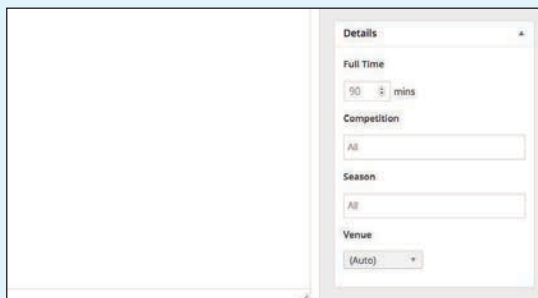 Details
Full Time
90 mins
Competition
All
Season
All
Venue
(Auto)